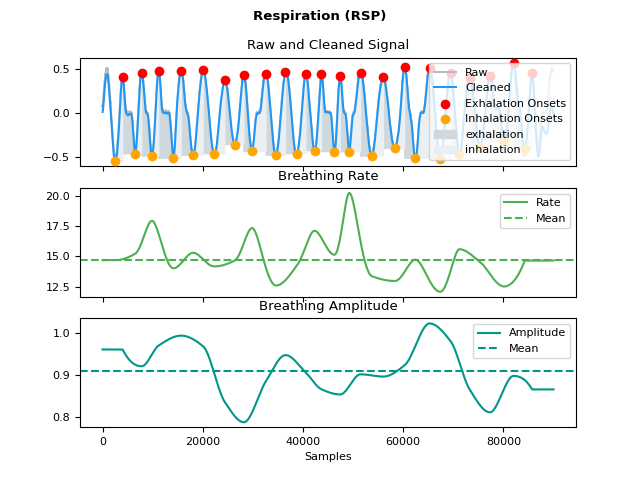 Respiration (RSP)
Raw and Cleaned Signal
0.5
0.0
−0.5
Raw
Cleaned
Exhalation Onsets
Inhalation Onsets
exhalation
inhalation
Breathing Rate
20.0
17.5
15.0
12.5
Rate
Mean
Breathing Amplitude
1.0
0.9
0.8
Amplitude
Mean
0 20000 40000 60000 80000
Samples